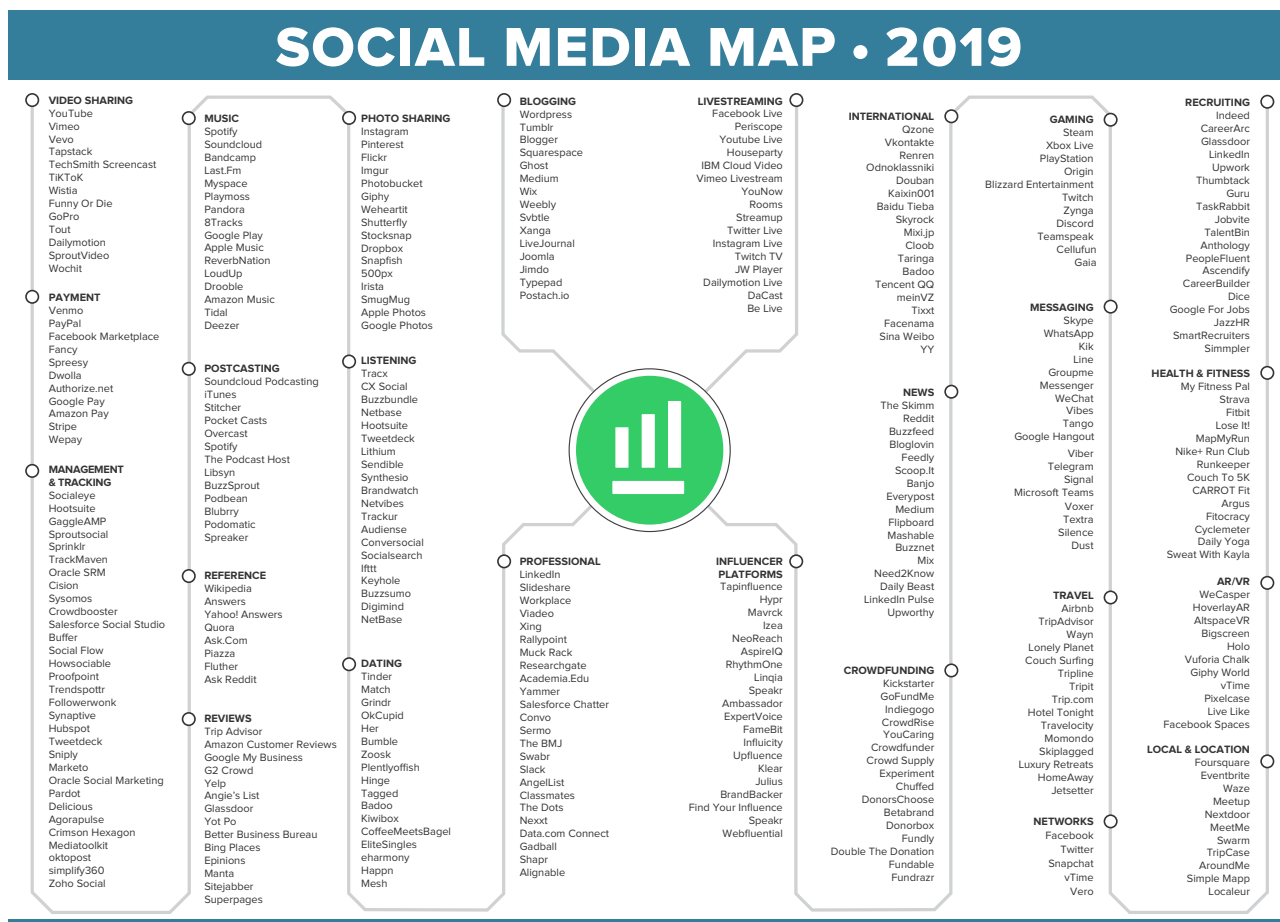 SOCIAL MEDIA MAP • 2019
VIDEO SHARING
YouTube
Vimeo
Vevo
Tapstack
TechSmith Screencast
TiKToK
Wistia
Funny Or Die
GoPro
Tout
Dailymotion
SproutVideo
Wochit
PAYMENT
Venmo
PayPal
Facebook Marketplace
Fancy
Spreesy
Dwolla
Authorize.net
Google Pay
Amazon Pay
Stripe
Wepay
MANAGEMENT
& TRACKING
Socialeye
Hootsuite
GaggleAMP
Sproutsocial
Sprinklr
TrackMaven
Oracle SRM
Cision
Sysomos
Crowdbooster
Salesforce Social Studio
Buffer
Social Flow
Howsociable
Proofpoint
Trendspottr
Followerwonk
Synaptive
Hubspot
Tweetdeck
Sniply
Marketo
Oracle Social Marketing
Pardot
Delicious
Agorapulse
Crimson Hexagon
Mediatoolkit
oktopost
simplify360
Zoho Social
MUSIC
Spotify
Soundcloud
Bandcamp
Last.Fm
Myspace
Playmoss
Pandora
8Tracks
Google Play
Apple Music
ReverbNation
LoudUp
Drooble
Amazon Music
Tidal
Deezer
POSTCASTING
Soundcloud Podcasting
iTunes
Stitcher
Pocket Casts
Overcast
Spotify
The Podcast Host
Libsyn
BuzzSprout
Podbean
Blubrry
Podomatic
Spreaker
REFERENCE
Wikipedia
Answers
Yahoo! Answers
Quora
Ask.Com
Piazza
Fluther
Ask Reddit
REVIEWS
Trip Advisor
Amazon Customer Reviews
Google My Business
G2 Crowd
Yelp
Angie's List
Glassdoor
Yot Po
Better Business Bureau
Bing Places
Epinions
Manta
Sitejabber
Superpages
PHOTO SHARING
Instagram
Pinterest
Flickr
Imgur
Photobucket
Giphy
Weheartit
Shutterfly
Stocksnap
Dropbox
Snapfish
500px
Irista
SmugMug
Apple Photos
Google Photos
LISTENING
Tracx
CX Social
Buzzbundle
Netbase
Hootsuite
Tweetdeck
Lithium
Sendible
Synthesio
Brandwatch
Netvibes
Trackur
Audiense
Conversocial
Socialsearch
Ifttt
Keyhole
Buzzsumo
Digimind
NetBase
DATING
Tinder
Match
Grindr
OkCupid
Her
Bumble
Zoosk
Plentyoffish
Hinge
Tagged
Badoo
Kiwibox
CoffeeMeetsBagel
EliteSingles
eharmony
Happn
Mesh
BLOGGING
Wordpress
Tumblr
Blogger
Squarespace
Ghost
Medium
Wix
Weebly
Svbtle
Xanga
LiveJournal
Joomla
Jimdo
Typepad
Postach.io
PROFESSIONAL
LinkedIn
Slideshare
Workplace
Viadeo
Xing
Rallypoint
Muck Rack
Researchgate
Academia.Edu
Yammer
Salesforce Chatter
Convo
Sermo
The BMJ
Swabr
Slack
AngelList
Classmates
The Dots
Nexxt
Data.com Connect
Gadball
Shapr
Alignable
LIVESTREAMING
Facebook Live
Periscope
Youtube Live
Houseparty
IBM Cloud Video
Vimeo Livestream
YouNow
Rooms
Streamup
Twitter Live
Instagram Live
Twitch TV
JW Player
Dailymotion Live
DaCast
Be Live
INFLUENCER
PLATFORMS
Tapinfluence
Hypr
Mavrck
Izea
NeoReach
AspireIQ
RhythmOne
Linqia
Speakr
Ambassador
ExpertVoice
FameBit
Influicity
Upfluence
Klear
Julius
BrandBacker
Find Your Influence
Speakr
Webfluential
INTERNATIONAL
Qzone
Vkontakte
Renren
Odnoklassniki
Douban
Kaixin001
Baidu Tieba
Skyrock
Mixi.jp
Cloob
Taringa
Badoo
Tencent QQ
meinVZ
Tixxt
Facenama
Sina Weibo
YY
NEWS
The Skimm
Reddit
Buzzfeed
Bloglovin
Feedly
Scoop.It
Banjo
Everypost
Medium
Flipboard
Mashable
Buzznet
Mix
Need2Know
Daily Beast
LinkedIn Pulse
Upworthy
CROWDFUNDING
Kickstarter
GoFundMe
Indiegogo
CrowdRise
YouCaring
Crowdfunder
Crowd Supply
Experiment
Chuffed
DonorsChoose
Betabrand
Donorbox
Fundly
Double The Donation
Fundable
Fundrazr
GAMING
Steam
Xbox Live
PlayStation
Origin
Blizzard Entertainment
Twitch
Zynga
Discord
Teamspeak
Cellufun
Gaia
MESSAGING
Skype
WhatsApp
Kik
Line
Groupme
Messenger
WeChat
Vibes
Tango
Google Hangout
Viber
Telegram
Signal
Microsoft Teams
Voxer
Textra
Silence
Dust
TRAVEL
Airbnb
TripAdvisor
Wayn
Lonely Planet
Couch Surfing
Tripline
Tripit
Trip.com
Hotel Tonight
Travelocity
Momondo
Skiplagged
Luxury Retreats
HomeAway
Jetsetter
NETWORKS
Facebook
Twitter
Snapchat
vTime
Vero
RECRUITING
Indeed
CareerArc
Glassdoor
LinkedIn
Upwork
Thumbtack
Guru
TaskRabbit
Jobvite
TalentBin
Anthology
PeopleFluent
Ascendify
CareerBuilder
Dice
Google For Jobs
JazzHR
SmartRecruiters
Simmpler
HEALTH & FITNESS
My Fitness Pal
Strava
Fitbit
Lose It!
MapMyRun
Nike+ Run Club
Runkeeper
Couch To 5K
CARROT Fit
Argus
Fitocracy
Cyclemeter
Daily Yoga
Sweat With Kayla
AR/VR
WeCasper
HoverlayAR
AltspaceVR
Bigscreen
Holo
Vuforia Chalk
Giphy World
vTime
Pixelcase
Live Like
Facebook Spaces
LOCAL & LOCATION
Foursquare
Eventbrite
Waze
Meetup
Nextdoor
MeetMe
Swarm
TripCase
AroundMe
Simple Mapp
Localeur